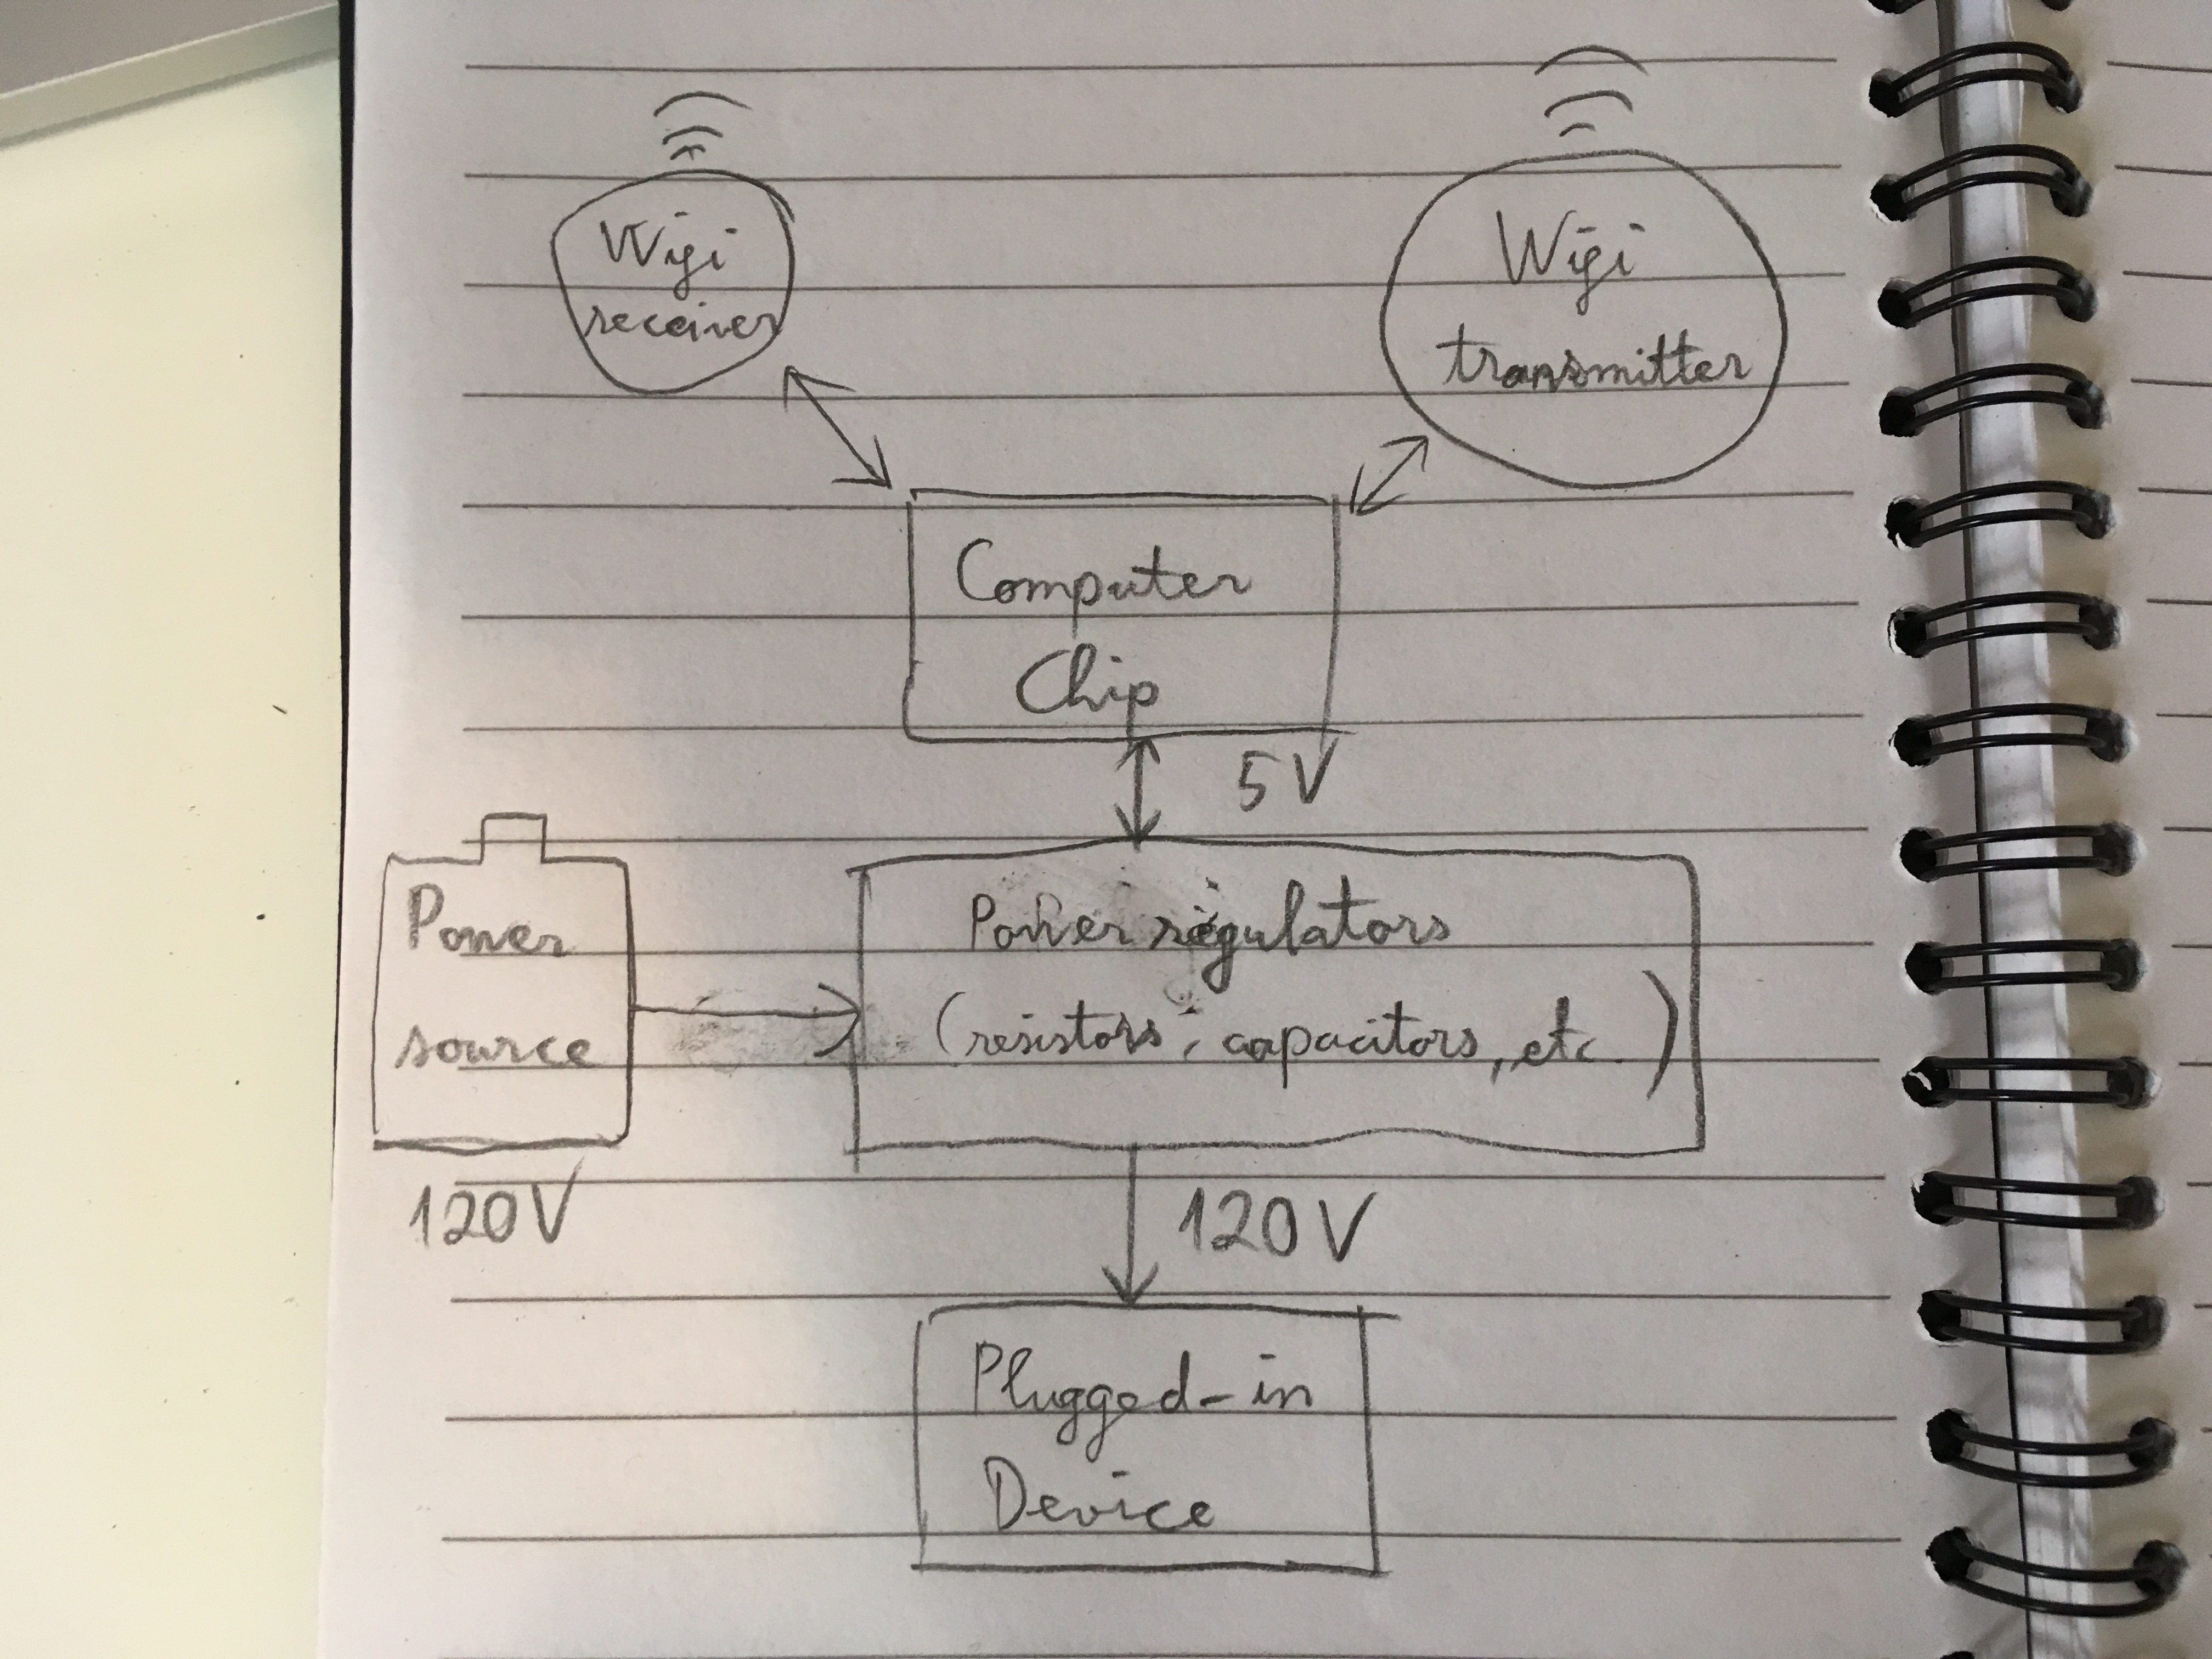 Wifi
receiver
Wifi
transmitter
Computer
Chip
5V
Power
source
120V
Power regulators
(resistors, capacitors, etc.)
120V
Plugged-in
Device